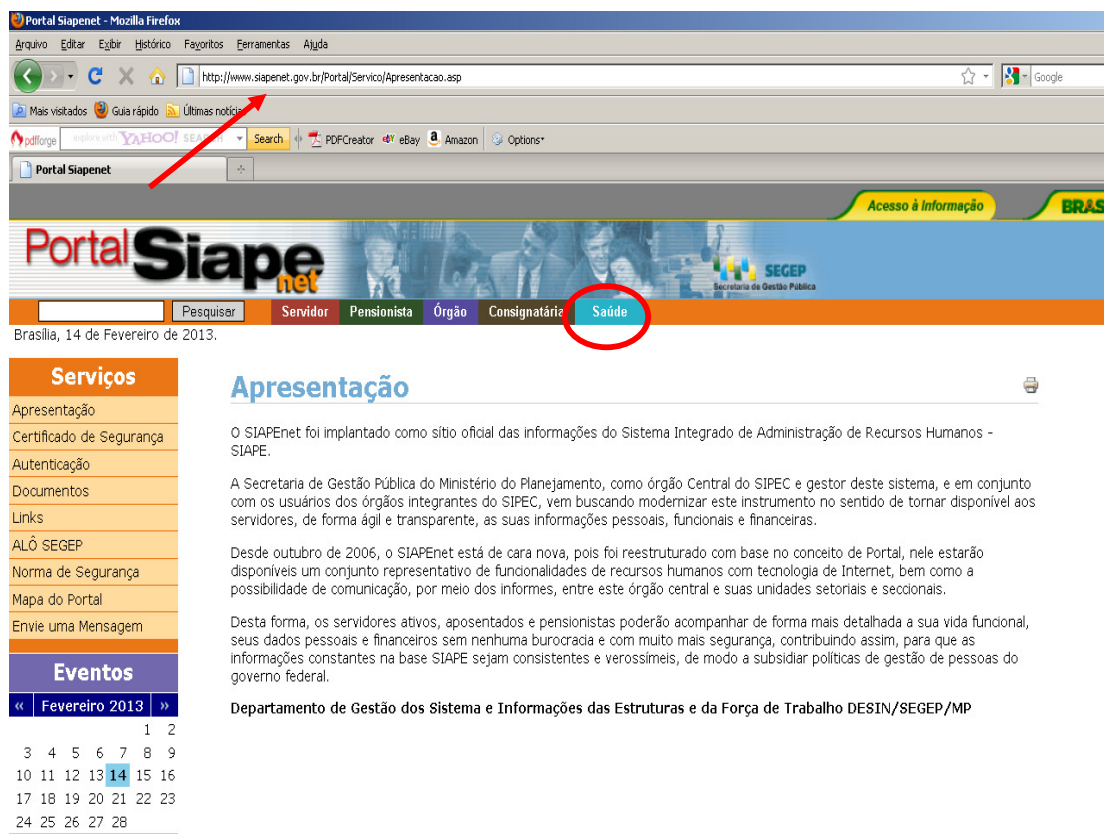 Portal Siapenet - Mozilla Firefox
Arquivo Editar Exibir Histórico Favoritos Ferramentas Ajuda
http://www.siapenet.gov.br/Portal/Servico/Apresentacao.asp Google
Mais visitados Guia rápido Últimas notícias
pdfforge explore with YAHOO! SEARCH Search PDFCreator eBay Amazon Options
Portal Siapenet
Acesso à Informação BRAS
Portal Siape net
SEGEP
Secretaria de Gestão Pública
Pesquisar Servidor Pensionista Órgão Consignatária Saúde
Brasília, 14 de Fevereiro de 2013.
Serviços
Apresentação
Certificado de Segurança
Autenticação
Documentos
Links
ALÔ SEGEP
Norma de Segurança
Mapa do Portal
Envie uma Mensagem
Eventos
« Fevereiro 2013 »
1 2
3 4 5 6 7 8 9
10 11 12 13 14 15 16
17 18 19 20 21 22 23
24 25 26 27 28
Apresentação
O SIAPEnet foi implantado como sítio oficial das informações do Sistema Integrado de Administração de Recursos Humanos -
SIAPE.
A Secretaria de Gestão Pública do Ministério do Planejamento, como órgão Central do SIPEC e gestor deste sistema, e em conjunto
com os usuários dos órgãos integrantes do SIPEC, vem buscando modernizar este instrumento no sentido de tornar disponível aos
servidores, de forma ágil e transparente, as suas informações pessoais, funcionais e financeiras.
Desde outubro de 2006, o SIAPEnet está de cara nova, pois foi reestruturado com base no conceito de Portal, nele estarão
disponíveis um conjunto representativo de funcionalidades de recursos humanos com tecnologia de Internet, bem como a
possibilidade de comunicação, por meio dos informes, entre este órgão central e suas unidades setoriais e seccionais.
Desta forma, os servidores ativos, aposentados e pensionistas poderão acompanhar de forma mais detalhada a sua vida funcional,
seus dados pessoais e financeiros sem nenhuma burocracia e com muito mais segurança, contribuindo assim, para que as
informações constantes na base SIAPE sejam consistentes e verossímeis, de modo a subsidiar políticas de gestão de pessoas do
governo federal.
Departamento de Gestão dos Sistema e Informações das Estruturas e da Força de Trabalho DESIN/SEGEP/MP